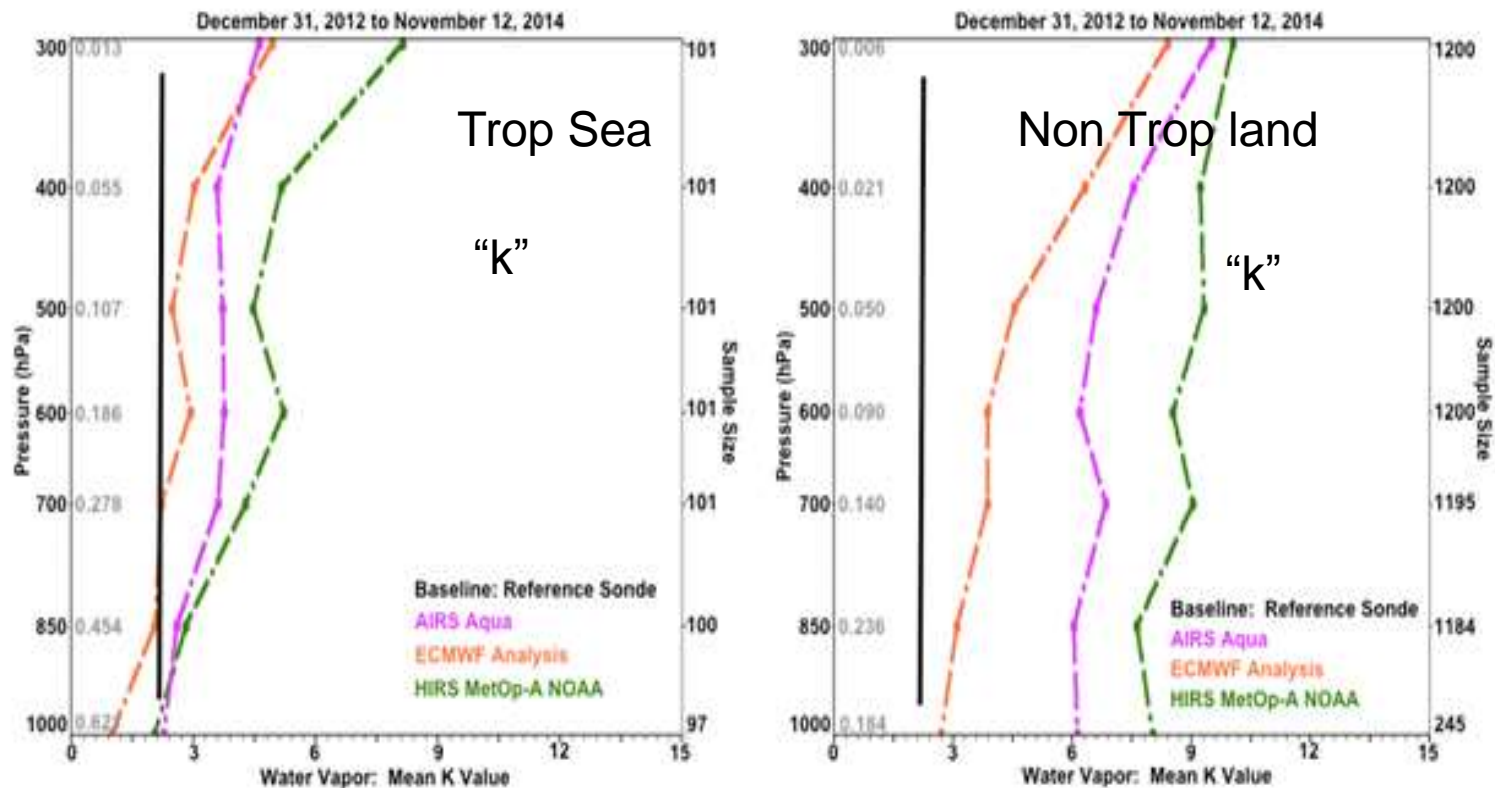 December 31, 2012 to November 12, 2014
300 0.013 101
Trop Sea
400 0.055 101
“k”
500 0.107 101
Pressure (hPa)
Sample Size
600 0.186 101
700 0.278 101
Baseline: Reference Sonde
AIRS Aqua
850 0.454 100
ECMWF Analysis
HIRS MetOp-A NOAA
1000 97
0 3 6 9 12 15
Water Vapor: Mean K Value
December 31, 2012 to November 12, 2014
300 0.006 1200
Non Trop land
400 0.021 1200
“k”
500 0.050 1200
Pressure (hPa)
Sample Size
600 0.090 1200
700 0.140 1195
Baseline: Reference Sonde
850 0.236 1184
AIRS Aqua
ECMWF Analysis
HIRS MetOp-A NOAA
1000 0.184 245
0 3 6 9 12 15
Water Vapor: Mean K Value